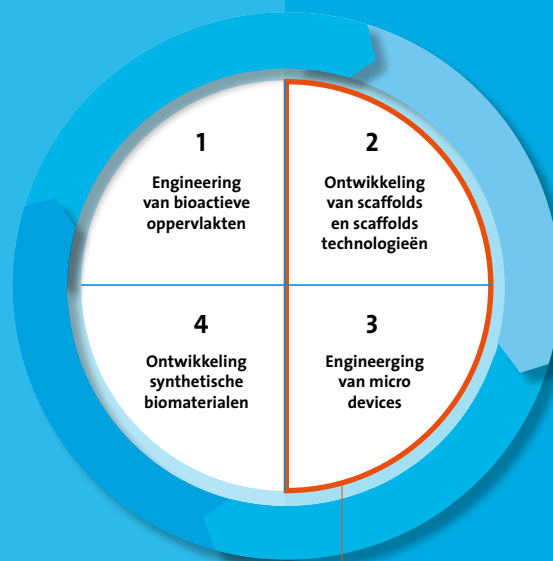 1
Engineering
van bioactieve
oppervlakten
2
Ontwikkeling
van scaffolds
en scaffolds
technologieën
4
Ontwikkeling
synthetische
biomaterialen
3
Engineerging
van micro
devices